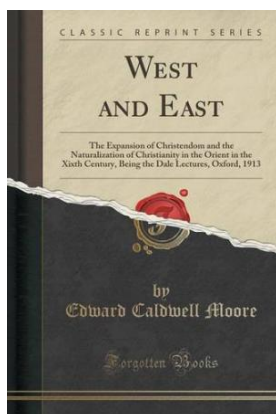 CLASSIC REPRINT SERIES
WEST
AND EAST
The Expansion of Christendom and the
Naturalization of Christianity in the Orient in the
Xixth Century, Being the Dale Lectures, Oxford, 1913
by
Edward Caldwell Moore
Forgotten Books